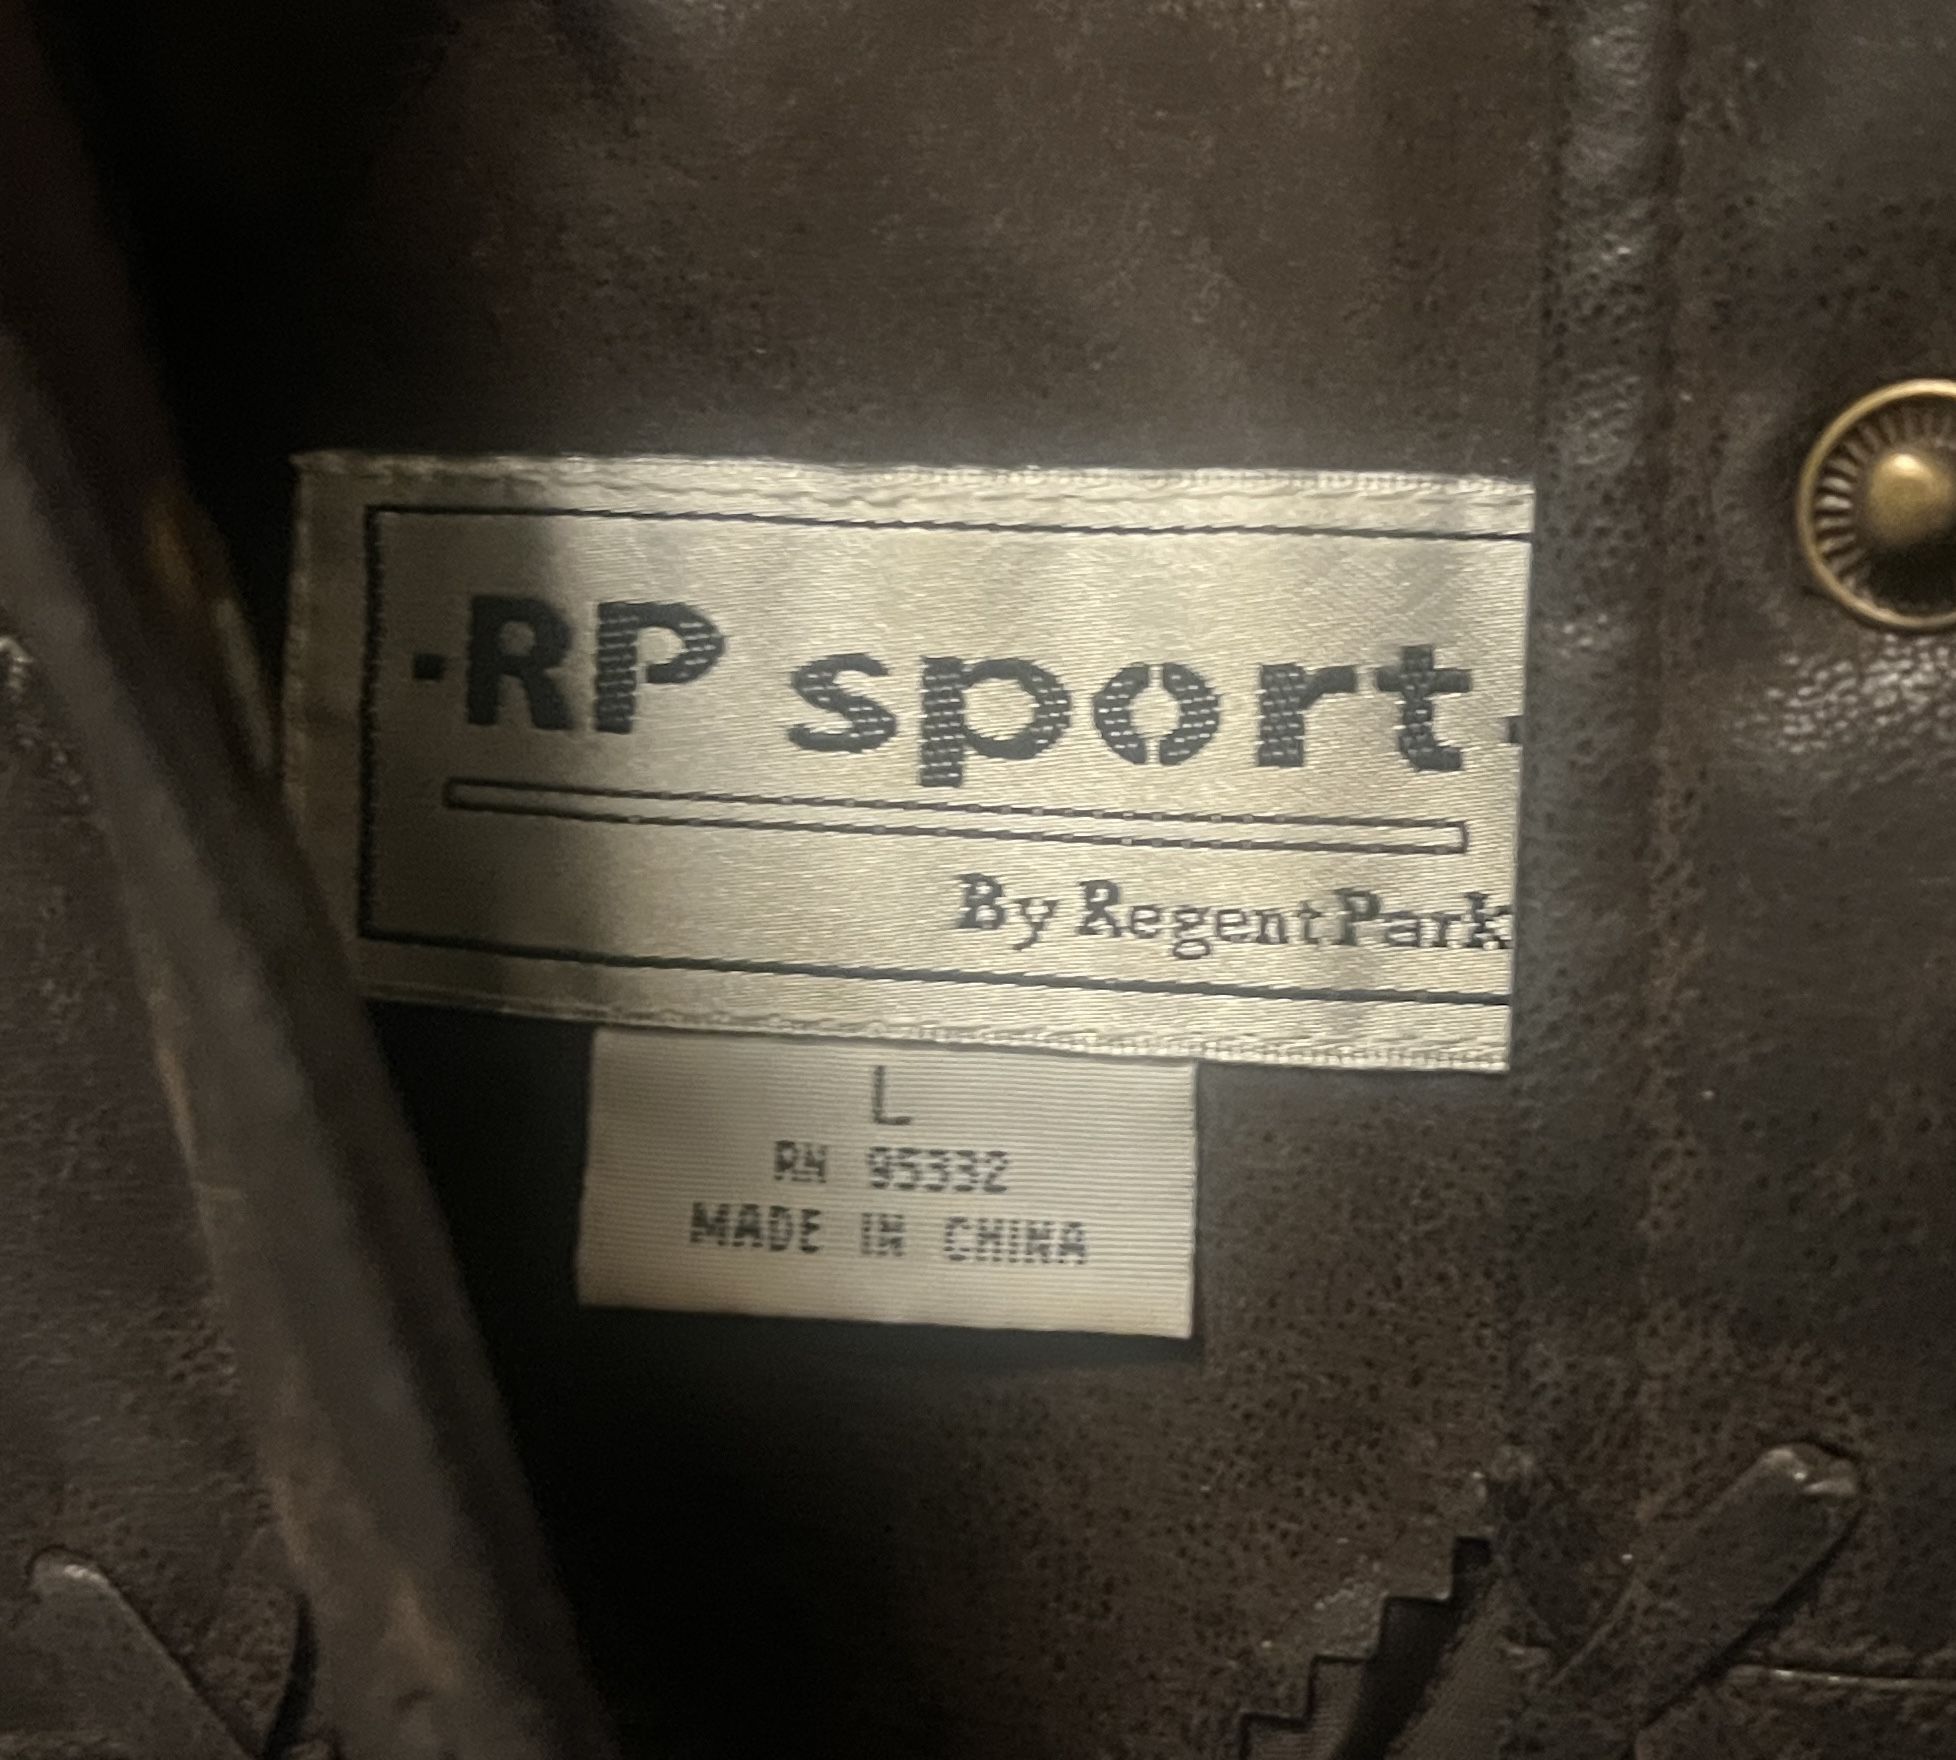 ·RP sport·
By Regent Park
L
RN 95332
MADE IN CHINA